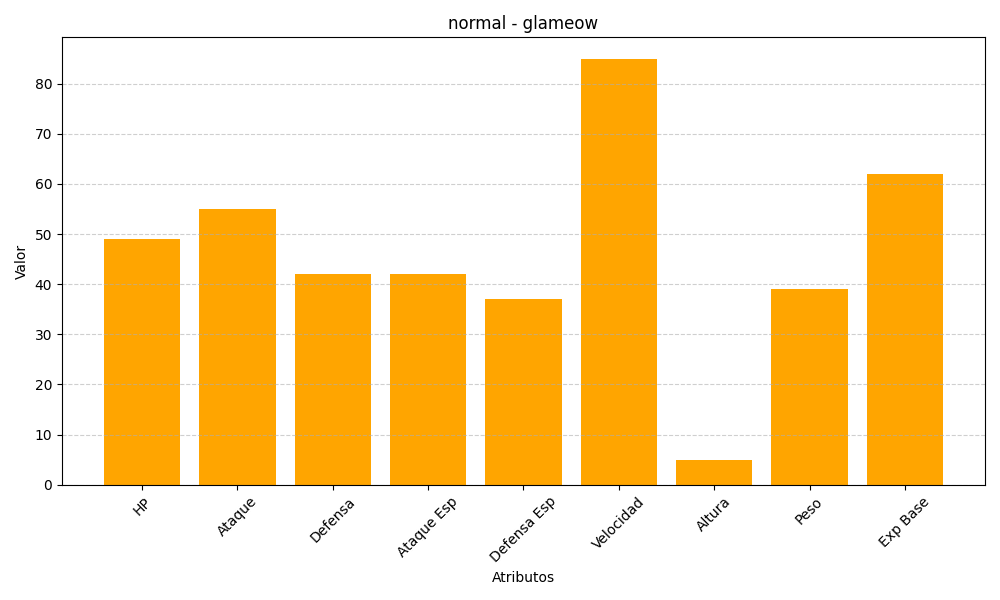 normal - glameow
Valor
80
70
60
50
40
30
20
10
0
HP
Ataque
Defensa
Ataque Esp
Defensa Esp
Velocidad
Altura
Peso
Exp Base
Atributos